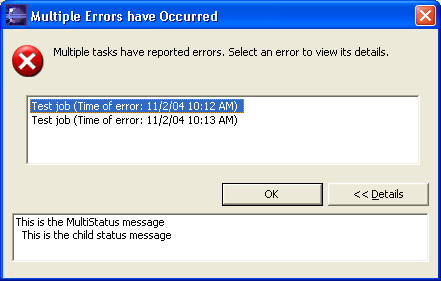 Multiple Errors have Occurred
Multiple tasks have reported errors. Select an error to view its details.
Test job (Time of error: 11/2/04 10:12 AM)
Test job (Time of error: 11/2/04 10:13 AM)
OK
<< Details
This is the MultiStatus message
This is the child status message